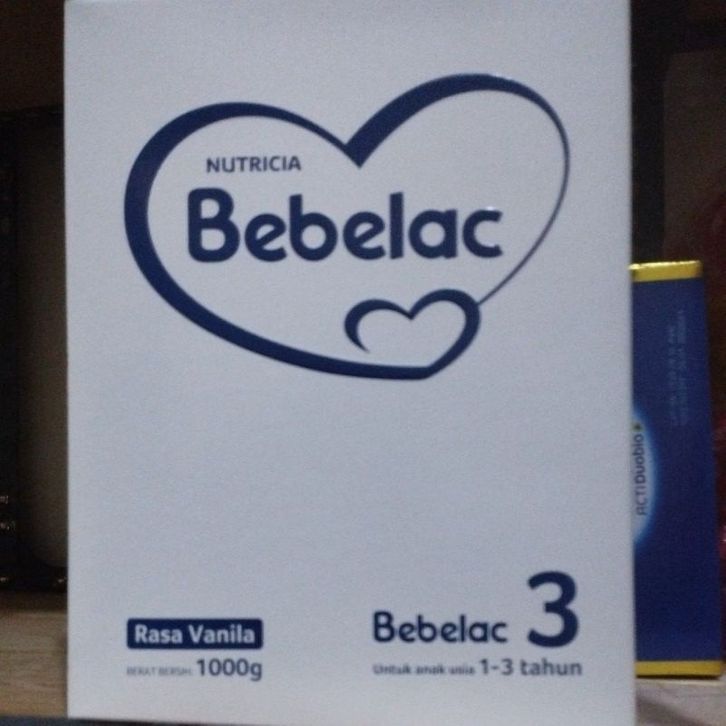 NUTRICIA
Bebelac
Rasa Vanila
BERAT BERSIH: 1000g
Bebelac 3
Untuk anak usia 1-3 tahun
ACTIDuobio+